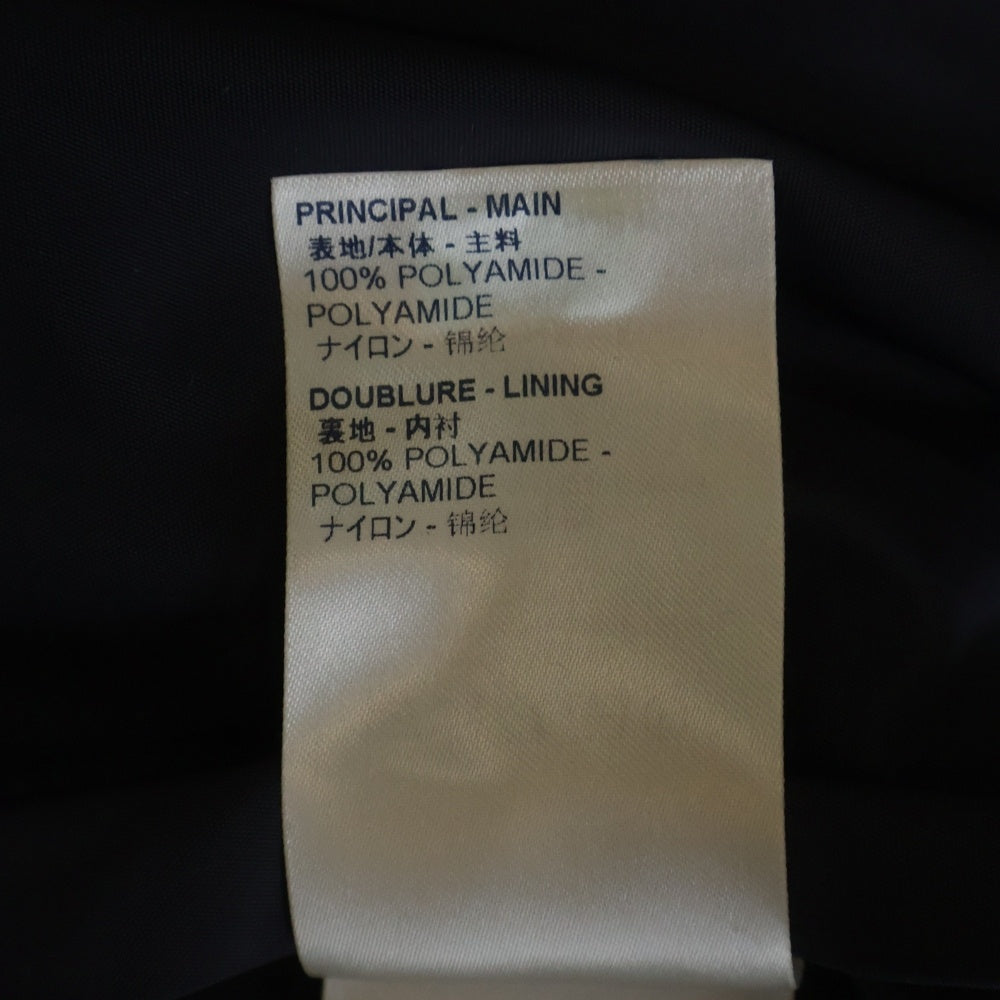 PRINCIPAL - MAIN
表地/本体 - 主料
100% POLYAMIDE -
POLYAMIDE
ナイロン - 锦纶
DOUBLURE - LINING
裏地 - 内衬
100% POLYAMIDE -
POLYAMIDE
ナイロン - 锦纶